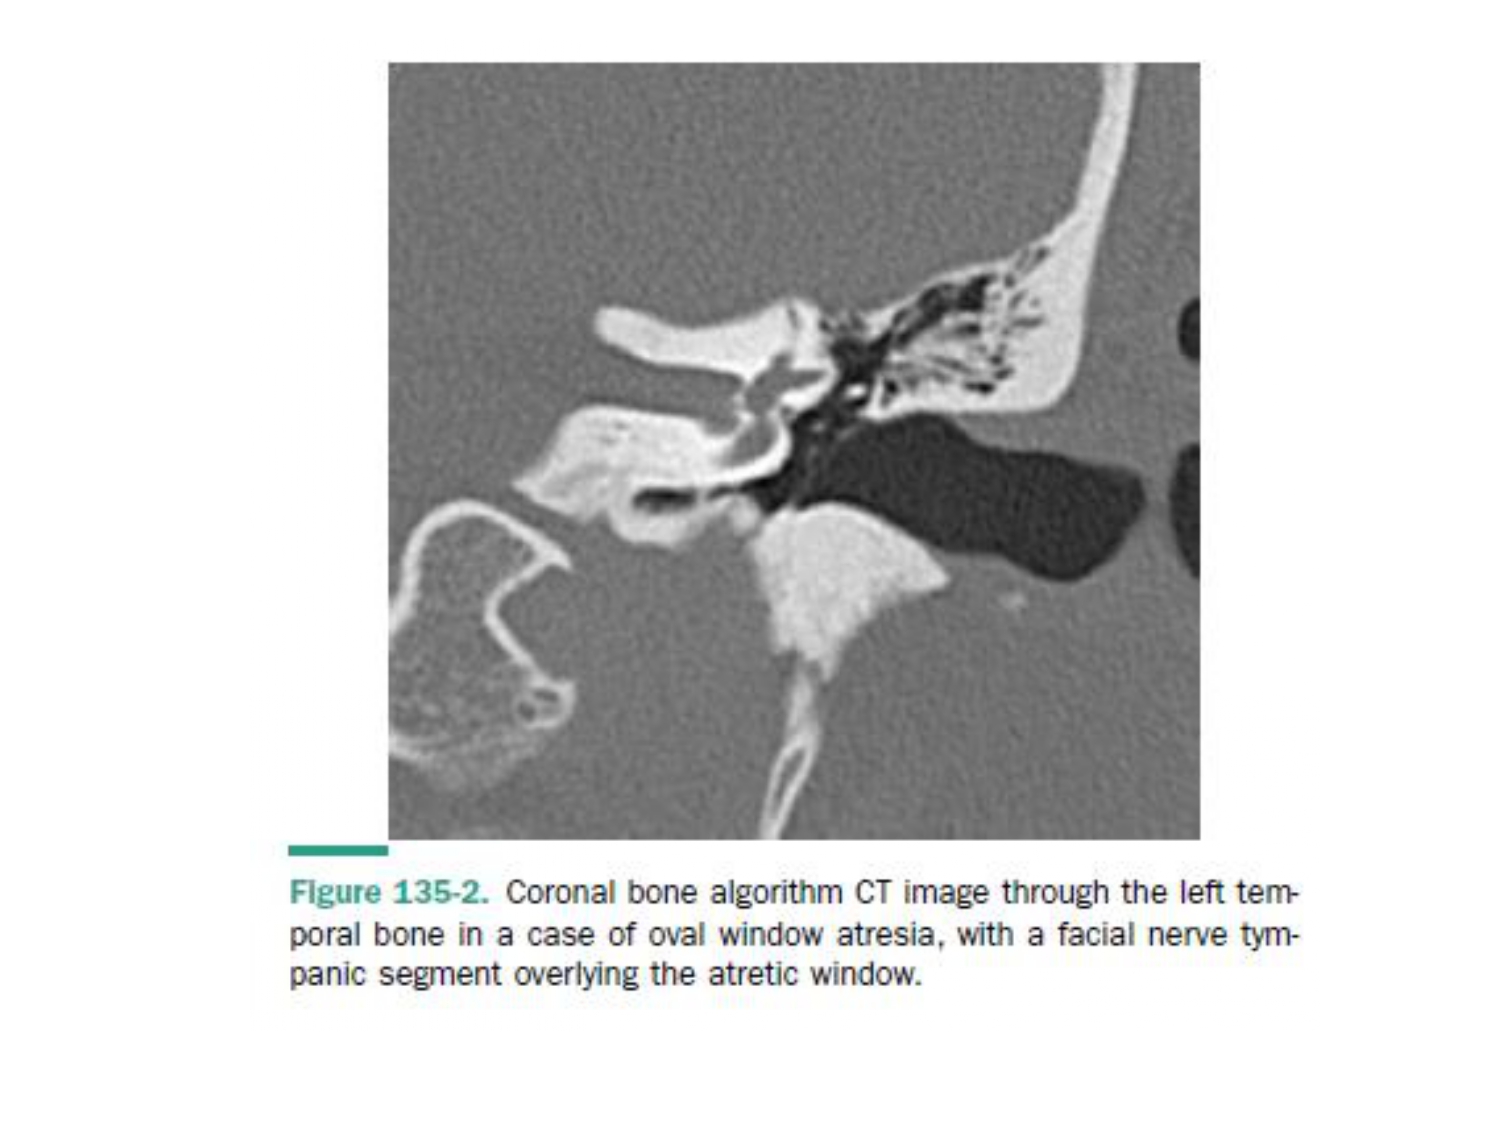 Figure 135-2. Coronal bone algorithm CT image through the left tem-
poral bone in a case of oval window atresia, with a facial nerve tym-
panic segment overlying the atretic window.